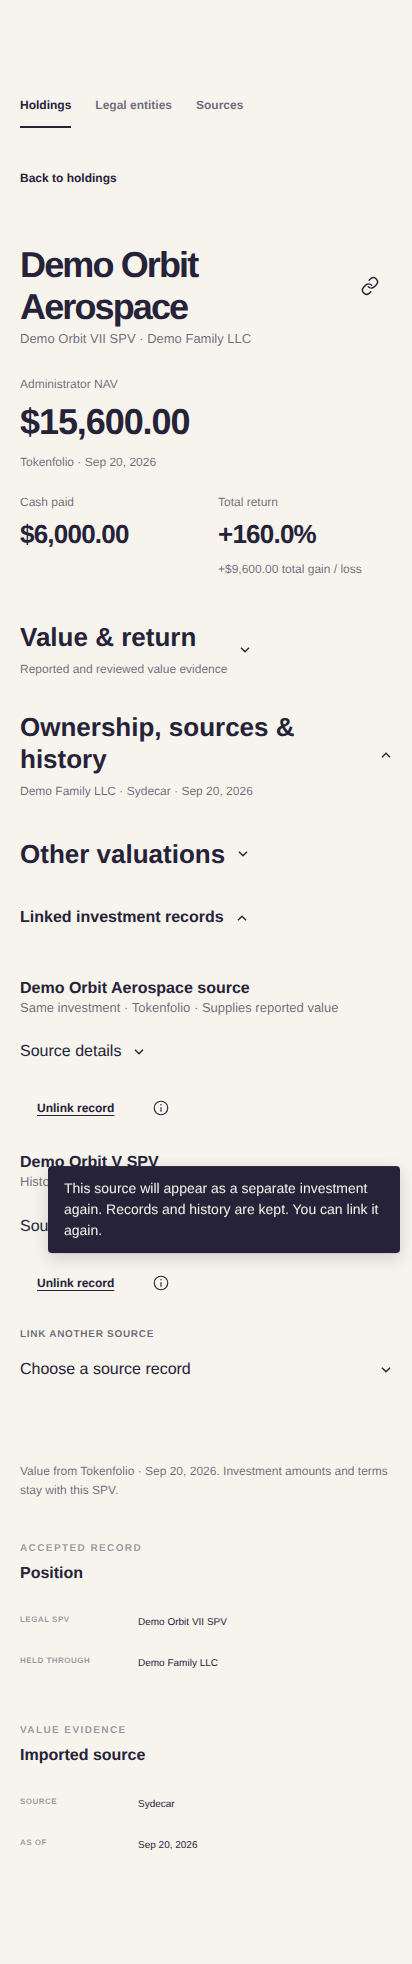 Holdings Legal entities Sources
Back to holdings
Demo Orbit
Aerospace
Demo Orbit VII SPV · Demo Family LLC
Administrator NAV
$15,600.00
Tokenfolio · Sep 20, 2026
Cash paid Total return
$6,000.00 +160.0%
+$9,600.00 total gain / loss
Value & return
Reported and reviewed value evidence
Ownership, sources &
history
Demo Family LLC · Sydecar · Sep 20, 2026
Other valuations
Linked investment records
Demo Orbit Aerospace source
Same investment · Tokenfolio · Supplies reported value
Source details
Unlink record
Demo Orbit V SPV
This source will appear as a separate investment
again. Records and history are kept. You can link it
again.
Unlink record
LINK ANOTHER SOURCE
Choose a source record
Value from Tokenfolio · Sep 20, 2026. Investment amounts and terms
stay with this SPV.
ACCEPTED RECORD
Position
LEGAL SPV Demo Orbit VII SPV
HELD THROUGH Demo Family LLC
VALUE EVIDENCE
Imported source
SOURCE Sydecar
AS OF Sep 20, 2026